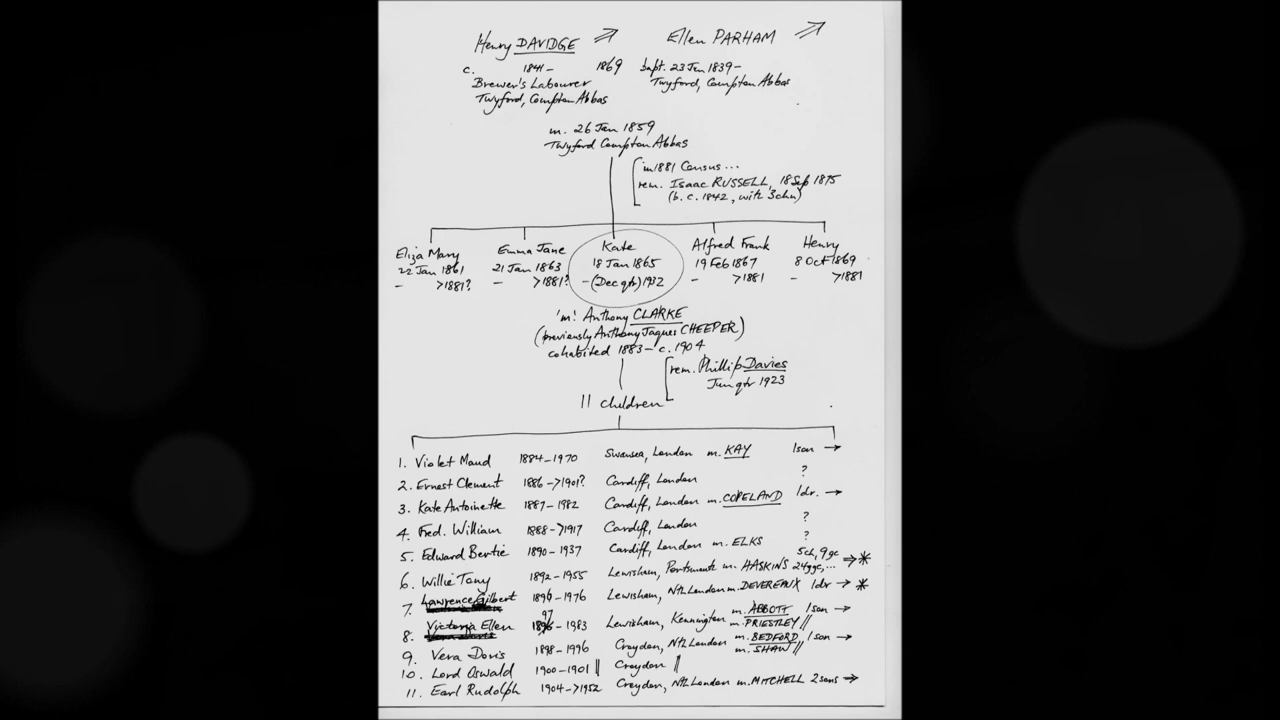 Henry DAVIDGE ⇒ Ellen PARHAM ⇒
c. 1841 – 1869 bapt. 23 Jun 1839 –
Brewer's Labourer Twyford, Compton Abbas
Twyford, Compton Abbas
m. 26 Jan 1859
Twyford Compton Abbas
in 1881 Census...
rem. Isaac RUSSELL, 18 Sep 1875
(b. c. 1842, with 3 chn)
Eliza Mary Emma Jane Kate Alfred Frank Henry
22 Jan 1861 21 Jan 1863 18 Jan 1865 19 Feb 1867 8 Oct 1869
– >1881? – >1881? – (Dec qtr) 1932 – >1881 – >1881
'm'. Anthony CLARKE
(previously Anthony Jaques CHEEPER)
cohabited 1883 – c. 1904
rem. Phillip Davies
Jun qtr 1923
11 children
1. Violet Maud 1884–1970 Swansea, London m. KAY 1 son →
2. Ernest Clement 1886 – >1901? Cardiff, London ?
3. Kate Antoinette 1887–1982 Cardiff, London m. COPELAND 1 dr. →
4. Fred. William 1888 – >1917 Cardiff, London ?
5. Edward Bertie 1890–1937 Cardiff, London m. ELKS ?
6. Willie Tony 1892–1955 Lewisham, Portsmouth m. HASKINS 5ch, 9gc 24ggc, ... ⇒ *
7. Lawrence Gilbert –1976 Lewisham, Nth London m. DEVEREAUX 1 dr → *
8. Victoria Ellen 97 –1983 Lewisham, Kennington m. ABBOTT 1 son →
m. PRIESTLEY //
9. Vera Doris 1898–1996 Croydon, Nth London m. BEDFORD 1 son →
m. SHAW //
10. Lord Oswald 1900–1901 || Croydon ||
11. Earl Rudolph 1904 – >1952 Croydon, Nth London m. MITCHELL 2 sons ⇒